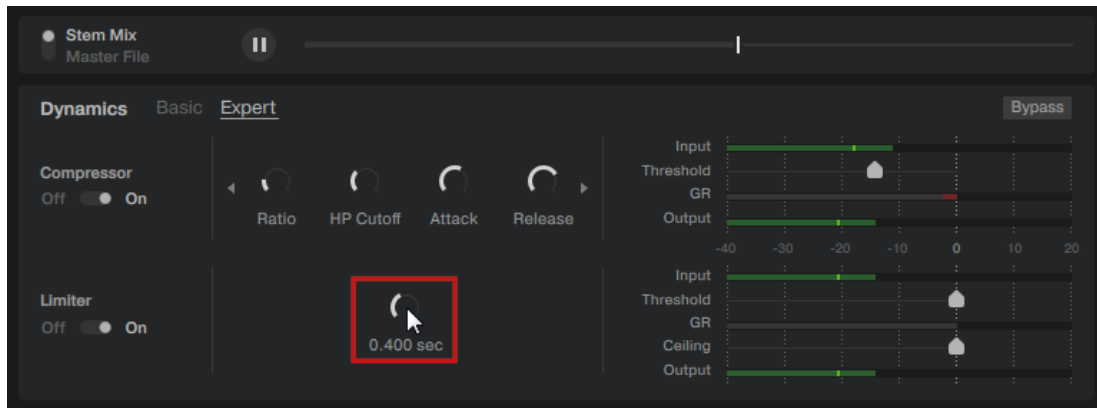 Stem Mix
Master File
Dynamics Basic Expert Bypass
Compressor
Off On
Ratio HP Cutoff Attack Release
Input
Threshold
GR
Output
-40 -30 -20 -10 0 10 20
Limiter
Off On
0.400 sec
Input
Threshold
GR
Ceiling
Output